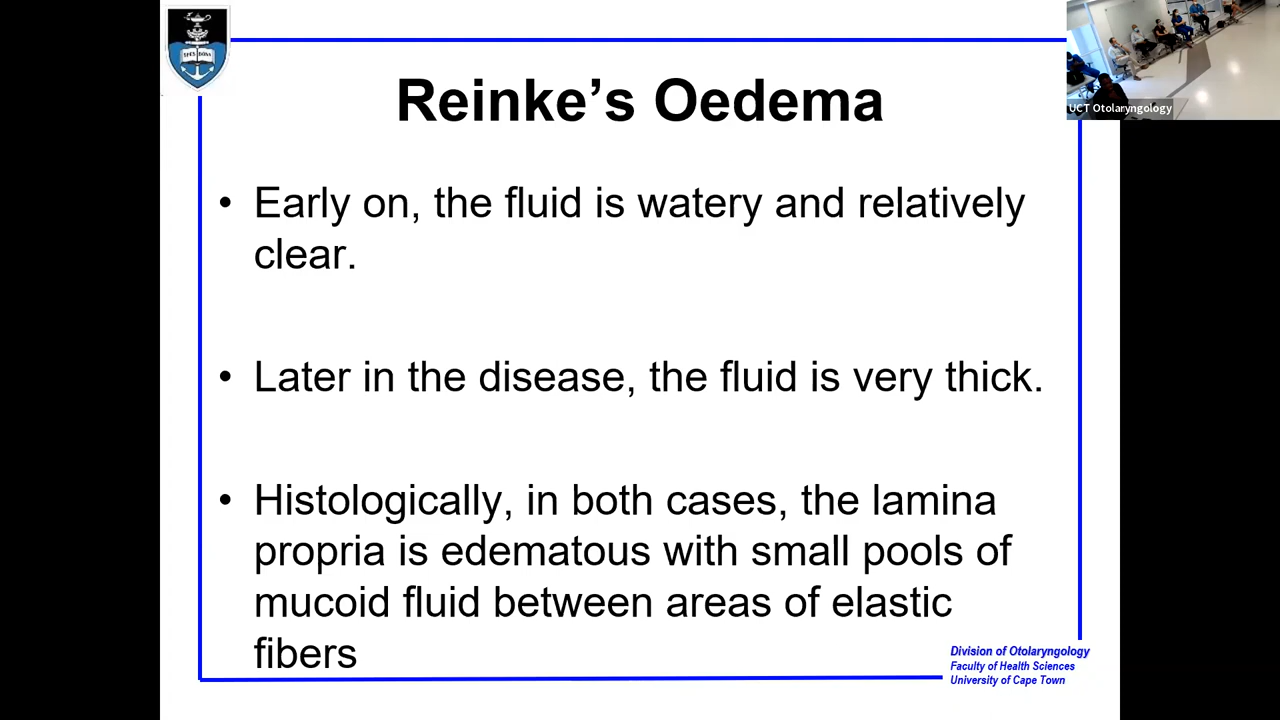 Reinke’s Oedema
• Early on, the fluid is watery and relatively
clear.
• Later in the disease, the fluid is very thick.
• Histologically, in both cases, the lamina
propria is edematous with small pools of
mucoid fluid between areas of elastic
fibers
Division of Otolaryngology
Faculty of Health Sciences
University of Cape Town
UCT Otolaryngology
SPES BONA